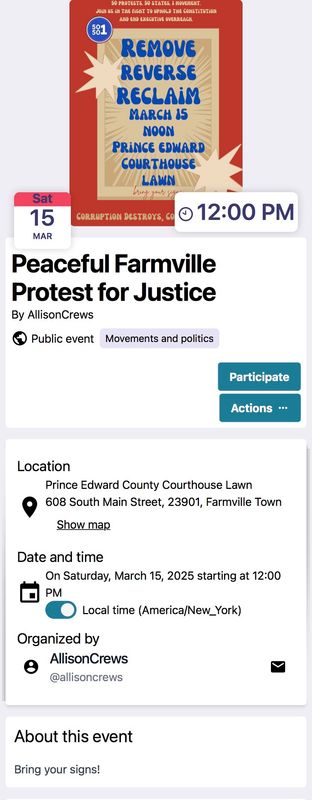 50 PROTESTS, 50 STATES, 1 MOVEMENT.
JOIN US IN THE FIGHT TO UPHOLD THE CONSTITUTION
AND END EXECUTIVE OVERREACH.
50
50 1
REMOVE
REVERSE
RECLAIM
MARCH 15
NOON
PRINCE EDWARD
COURTHOUSE
LAWN
bring your
CORRUPTION DESTROYS,
Sat
15
MAR
12:00 PM
Peaceful Farmville
Protest for Justice
By AllisonCrews
Public event
Movements and politics
Participate
Actions ···
Location
Prince Edward County Courthouse Lawn
608 South Main Street, 23901, Farmville Town
Show map
Date and time
On Saturday, March 15, 2025 starting at 12:00
PM
Local time (America/New_York)
Organized by
AllisonCrews
@allisoncrews
About this event
Bring your signs!